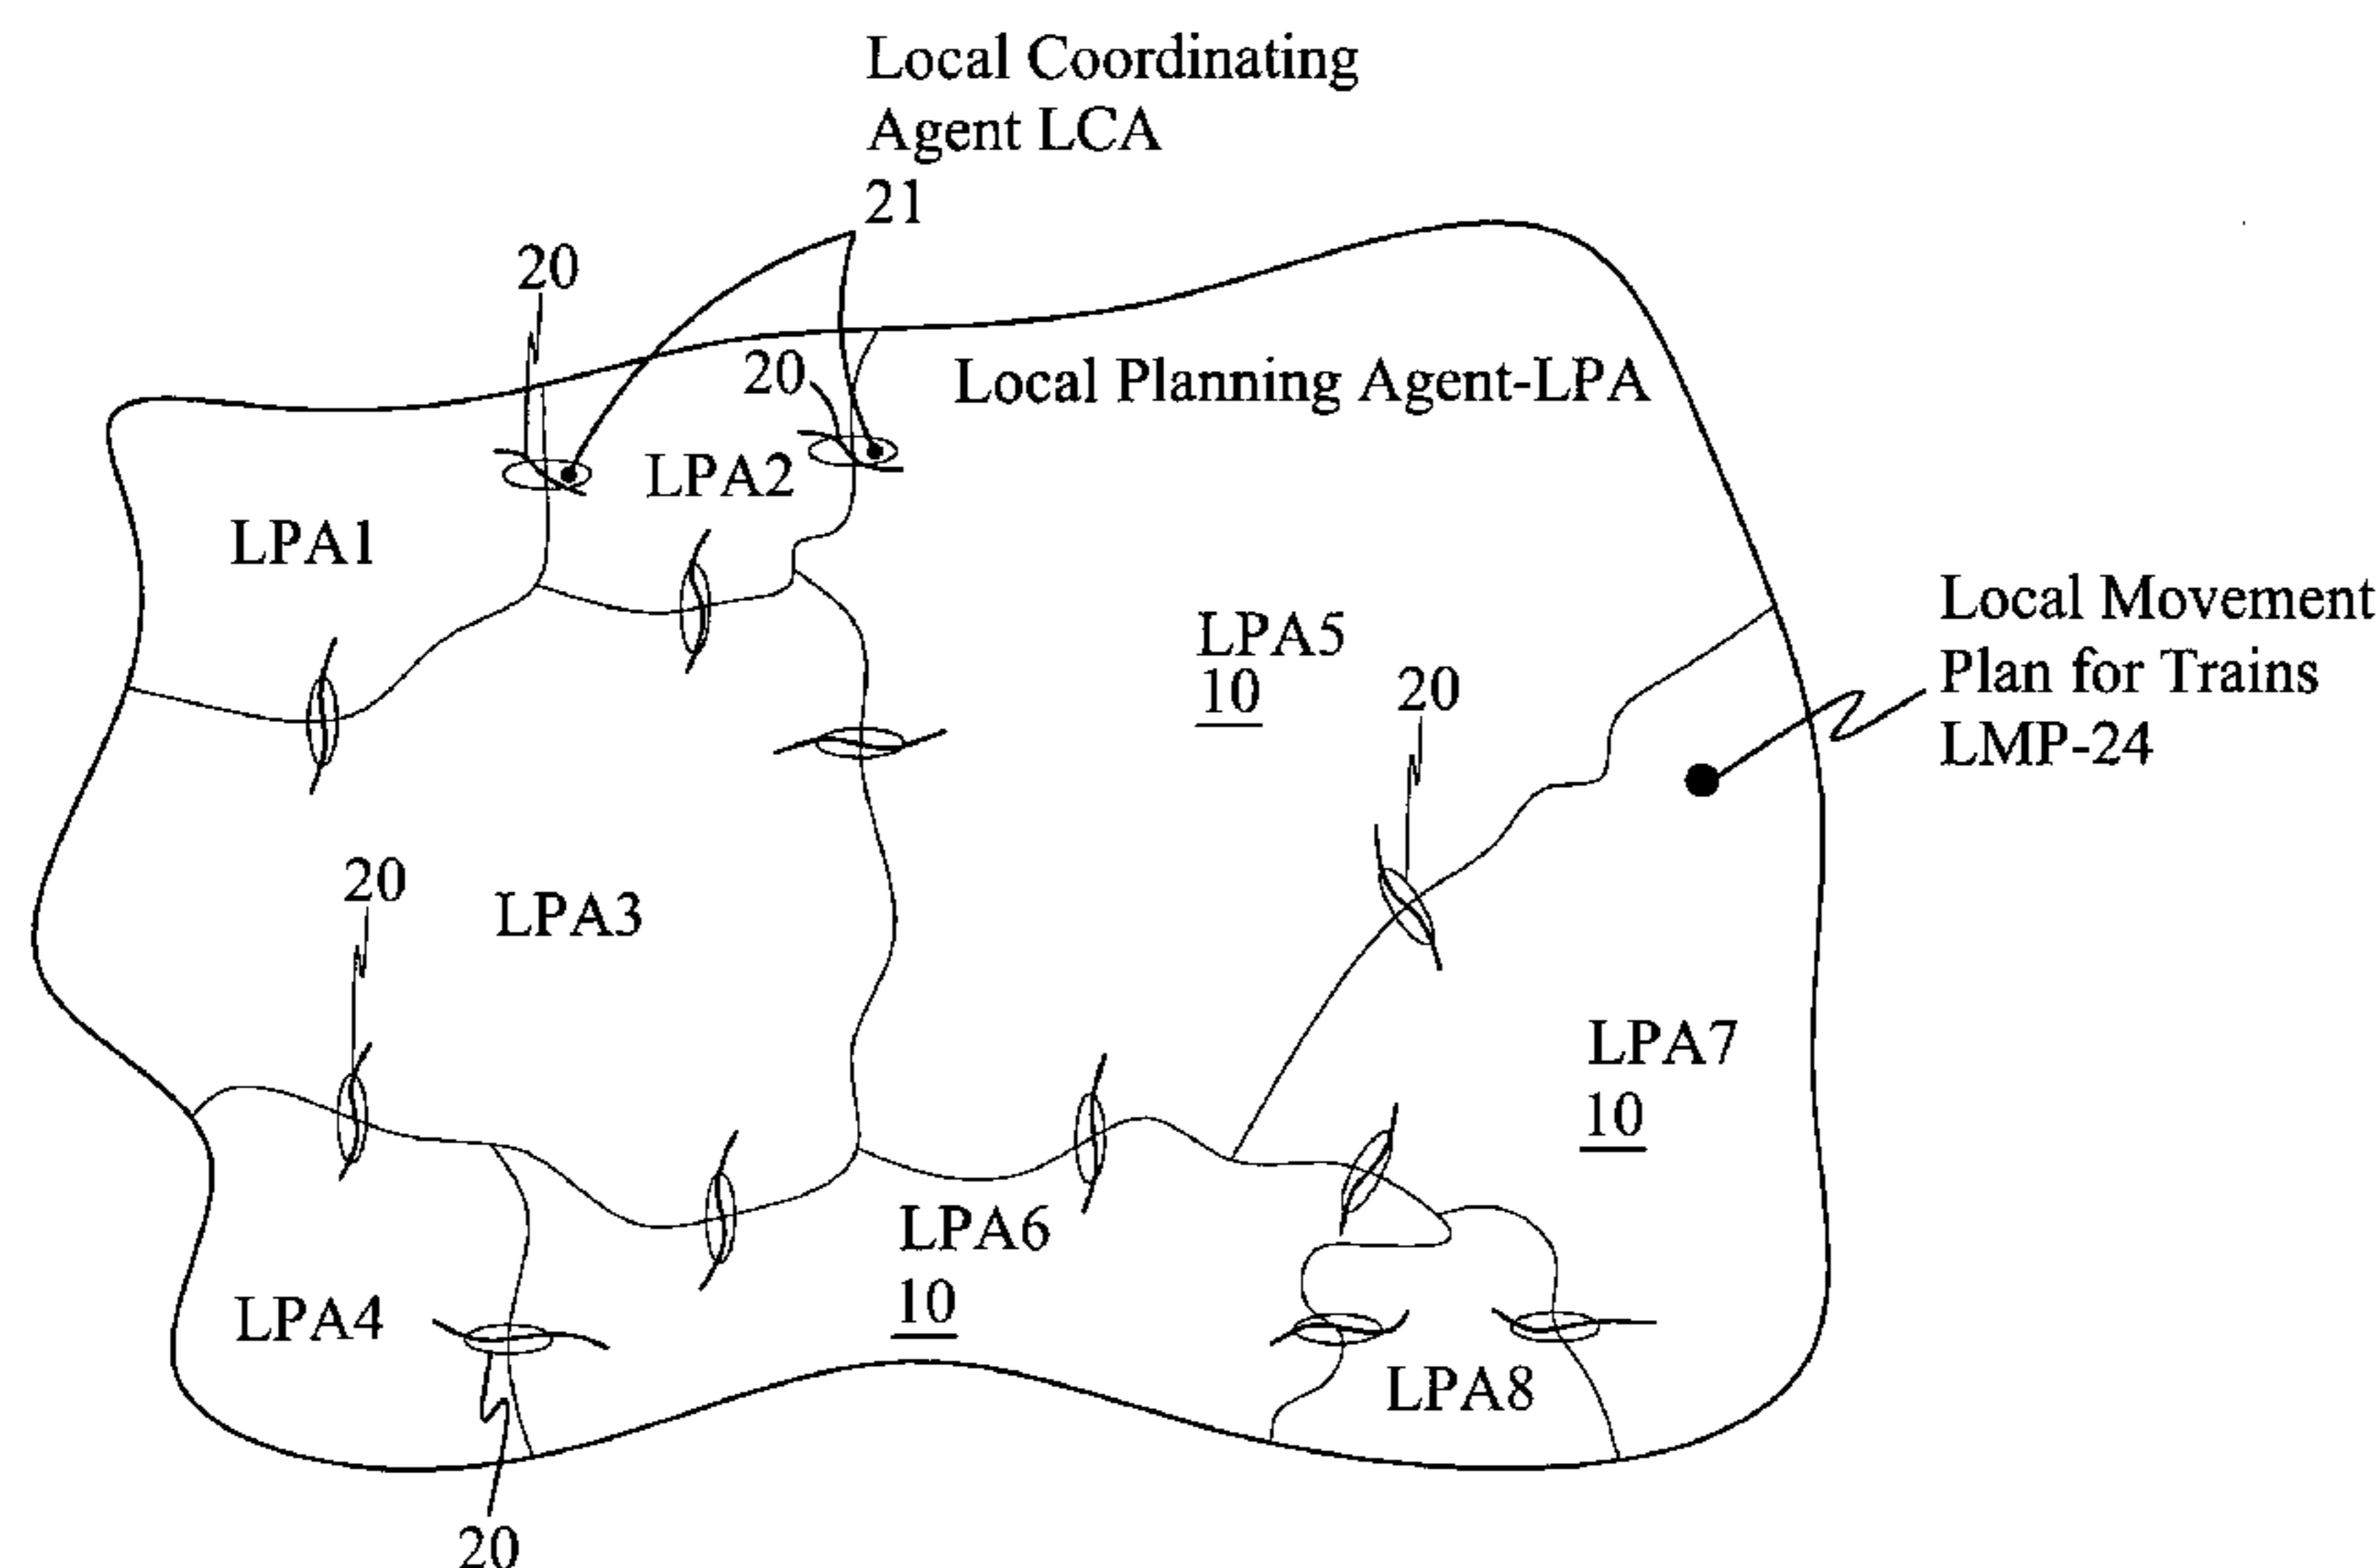 Local Coordinating
Agent LCA
21
20
20
Local Planning Agent-LPA
LPA2
LPA1
LPA5
10
20
Local Movement
Plan for Trains
LMP-24
20
LPA3
LPA7
10
LPA6
10
LPA4
LPA8
20